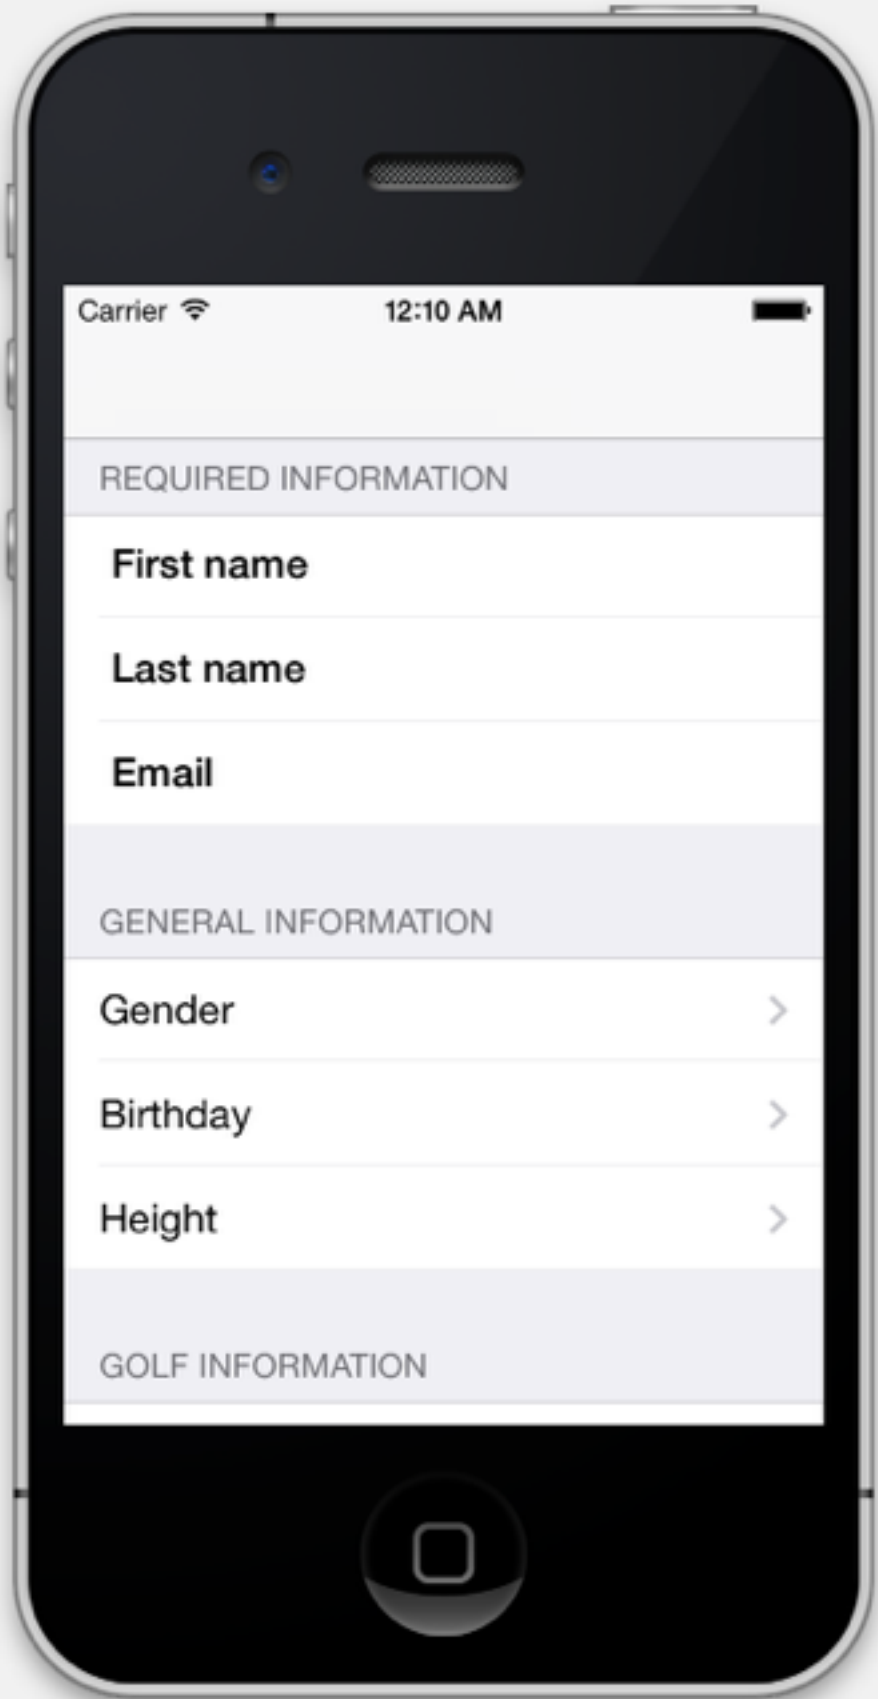 Carrier
12:10 AM
REQUIRED INFORMATION
First name
Last name
Email
GENERAL INFORMATION
Gender
Birthday
Height
GOLF INFORMATION